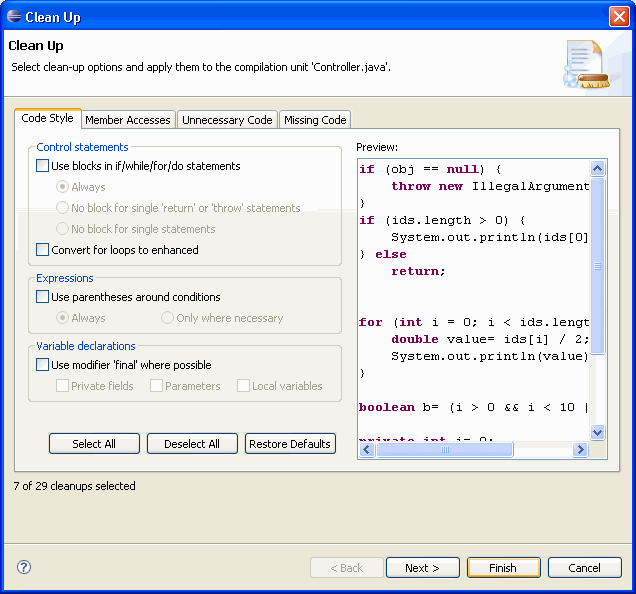 Clean Up
Clean Up
Select clean-up options and apply them to the compilation unit 'Controller.java'.
Code Style
Member Accesses
Unnecessary Code
Missing Code
Control statements
Use blocks in if/while/for/do statements
Always
No block for single 'return' or 'throw' statements
No block for single statements
Convert for loops to enhanced
Expressions
Use parentheses around conditions
Always
Only where necessary
Variable declarations
Use modifier 'final' where possible
Private fields
Parameters
Local variables
Select All
Deselect All
Restore Defaults
Preview:
if (obj == null) {
throw new IllegalArgument
}
if (ids.length > 0) {
System.out.println(ids[0]
} else
return;
for (int i = 0; i < ids.lengt
double value= ids[i] / 2;
System.out.println(value)
}
boolean b= (i > 0 && i < 10 |
private int i= 0;
7 of 29 cleanups selected
?
< Back
Next >
Finish
Cancel